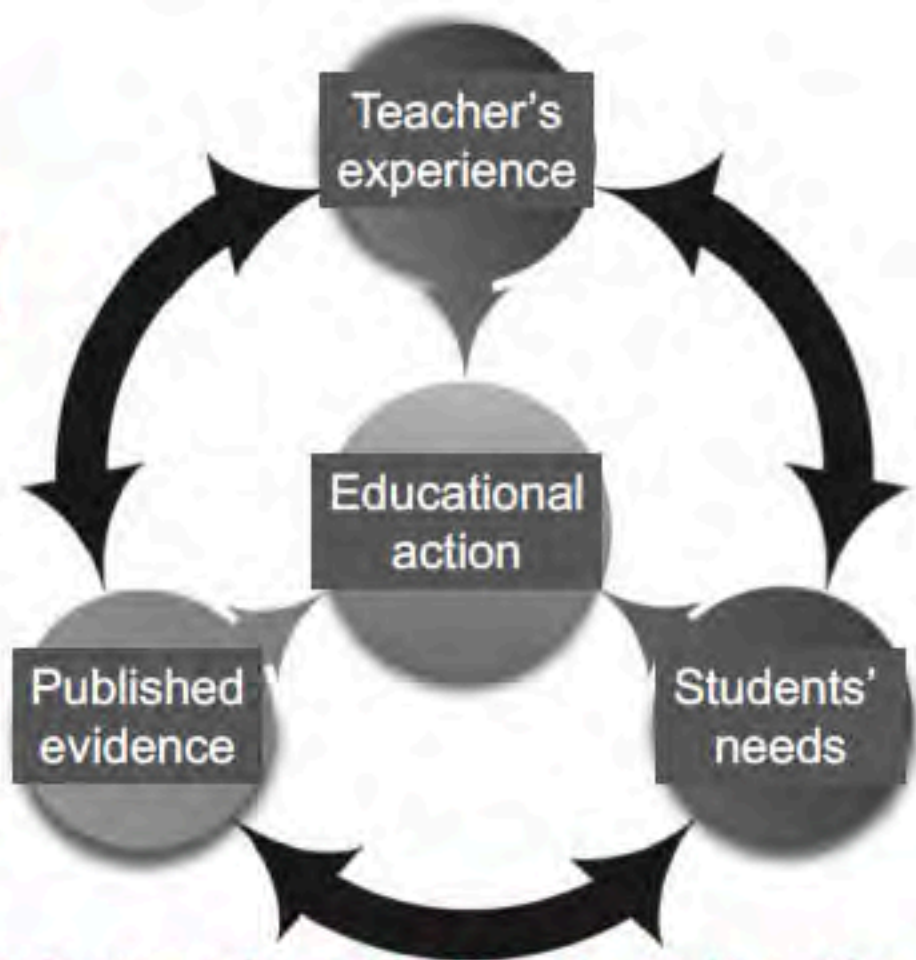 Teacher’s
experience
Educational
action
Published
evidence
Students’
needs